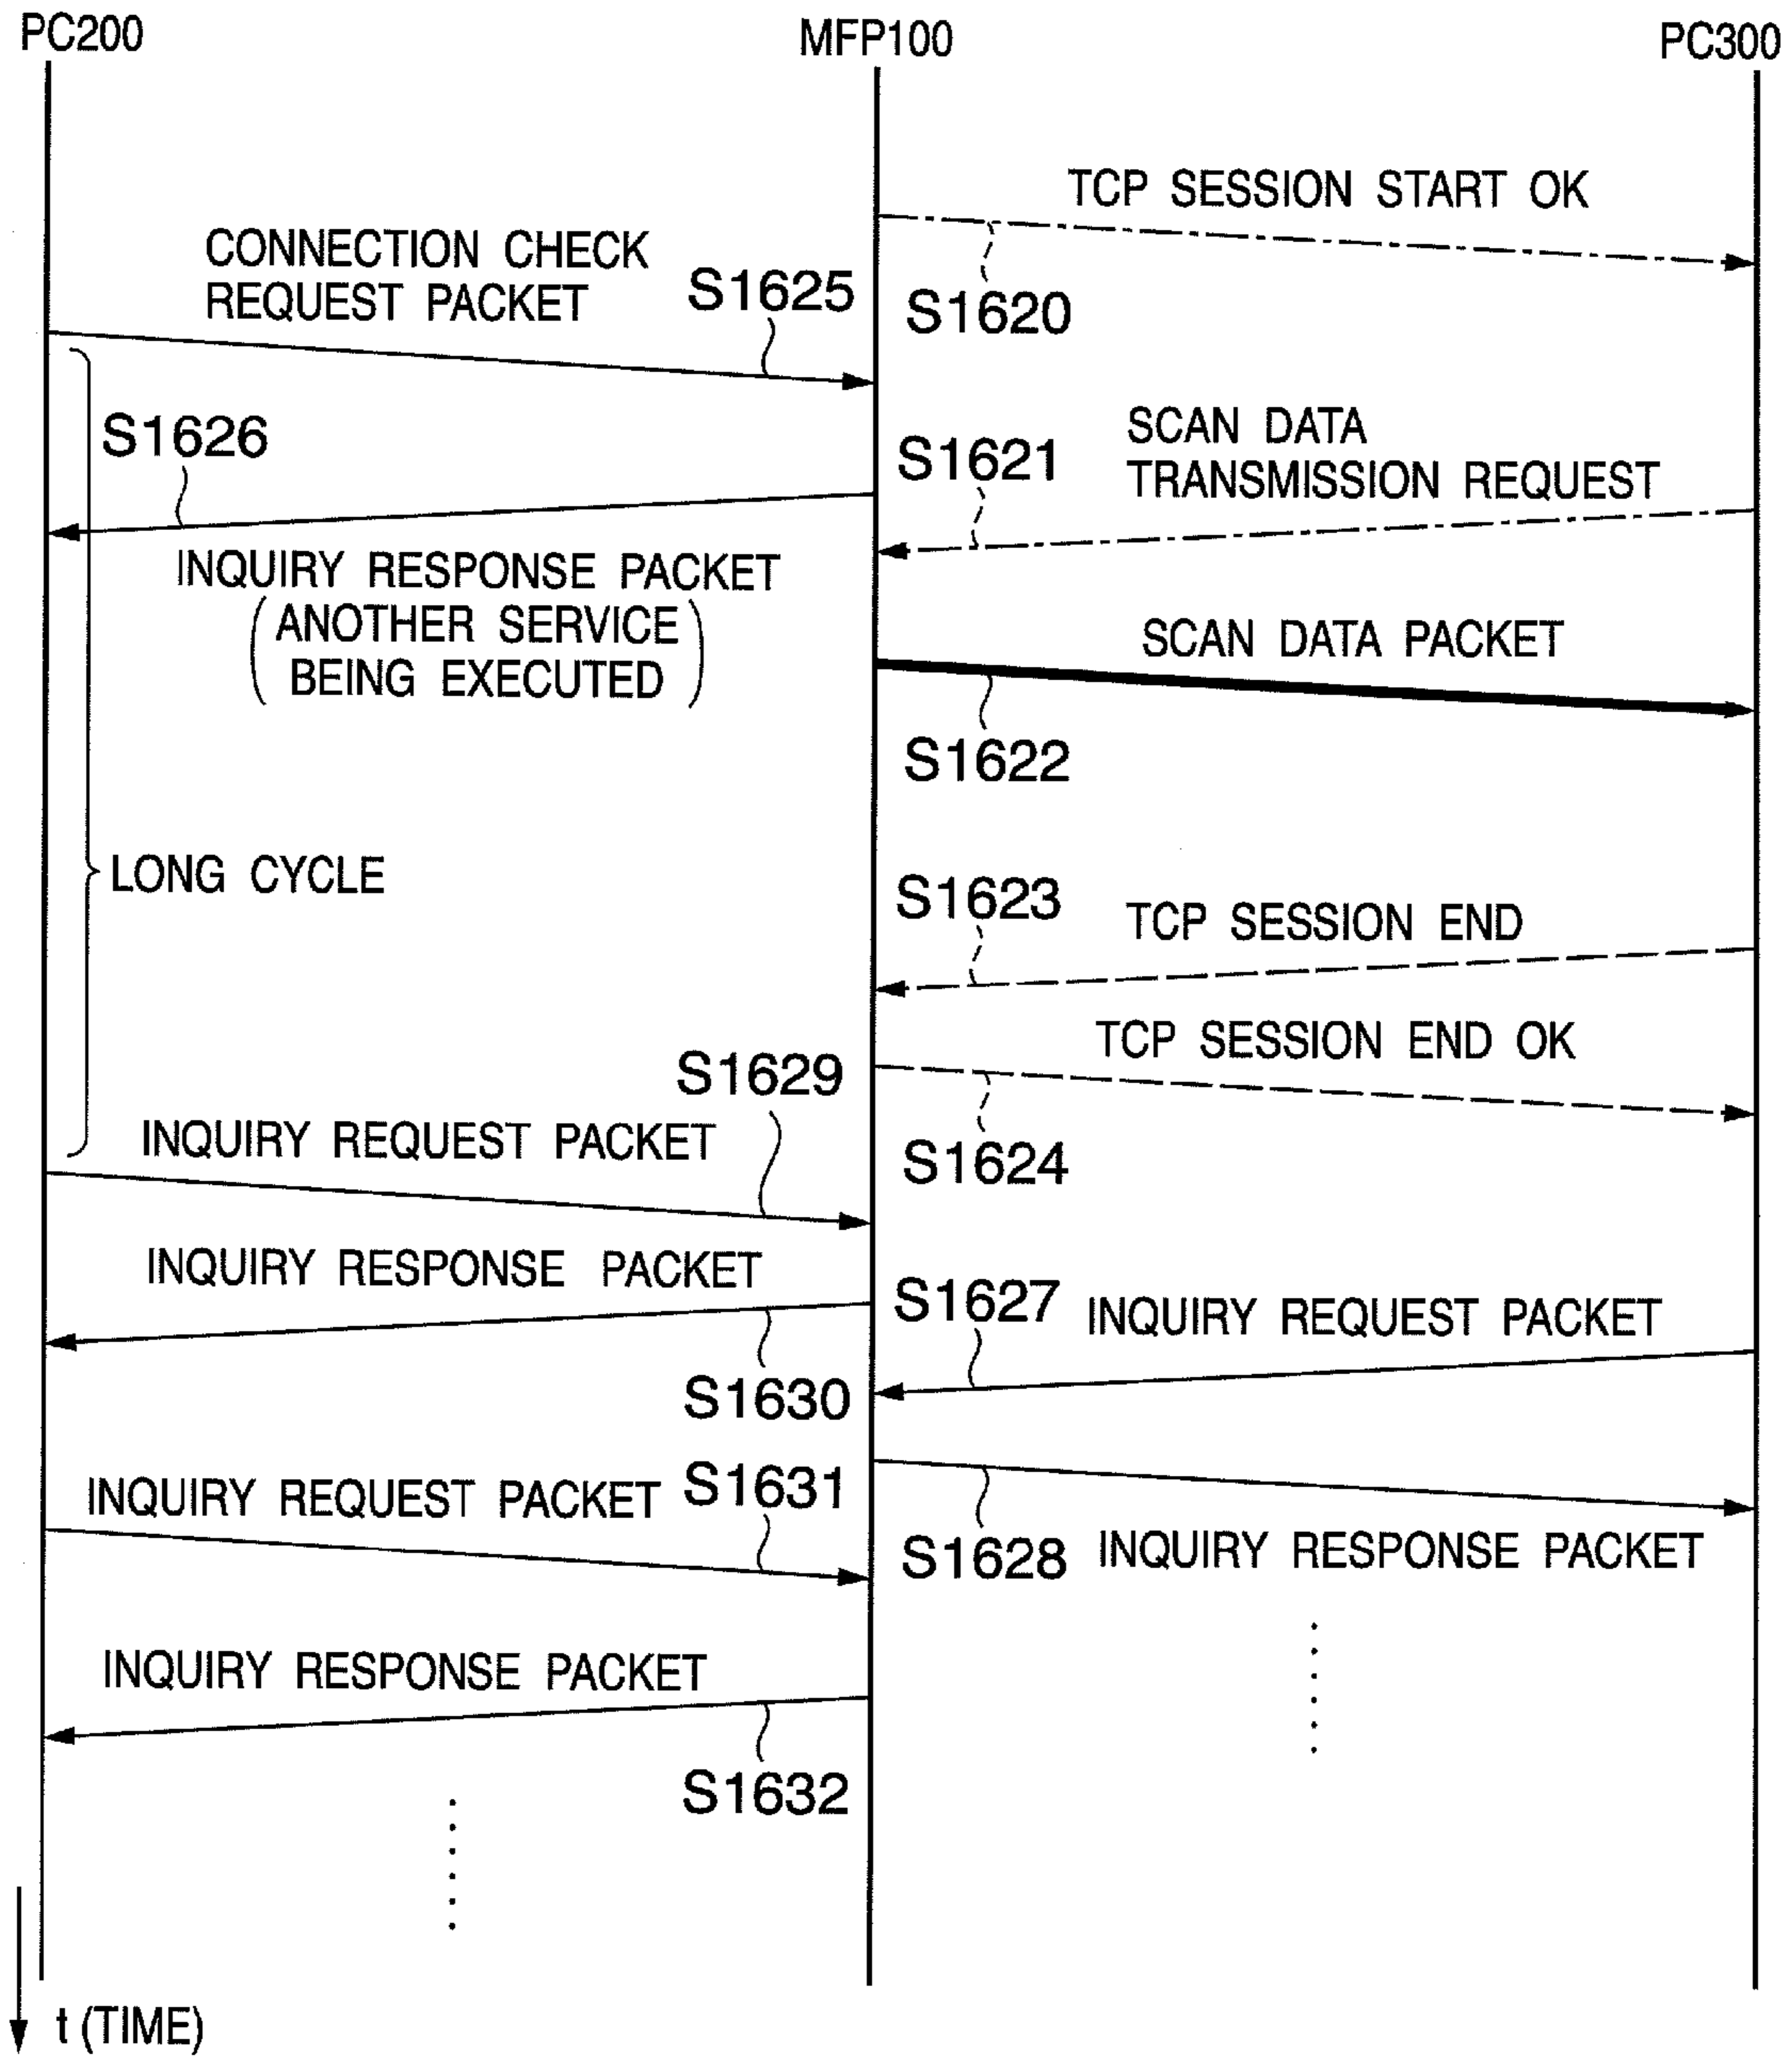 PC200
MFP100
PC300
TCP SESSION START OK
S1620
CONNECTION CHECK
REQUEST PACKET
S1625
S1626
S1621
SCAN DATA
TRANSMISSION REQUEST
INQUIRY RESPONSE PACKET
(ANOTHER SERVICE
BEING EXECUTED)
SCAN DATA PACKET
S1622
LONG CYCLE
S1623
TCP SESSION END
TCP SESSION END OK
S1624
S1629
INQUIRY REQUEST PACKET
INQUIRY RESPONSE PACKET
S1630
S1627
INQUIRY REQUEST PACKET
INQUIRY REQUEST PACKET
S1631
S1628
INQUIRY RESPONSE PACKET
INQUIRY RESPONSE PACKET
S1632
t (TIME)